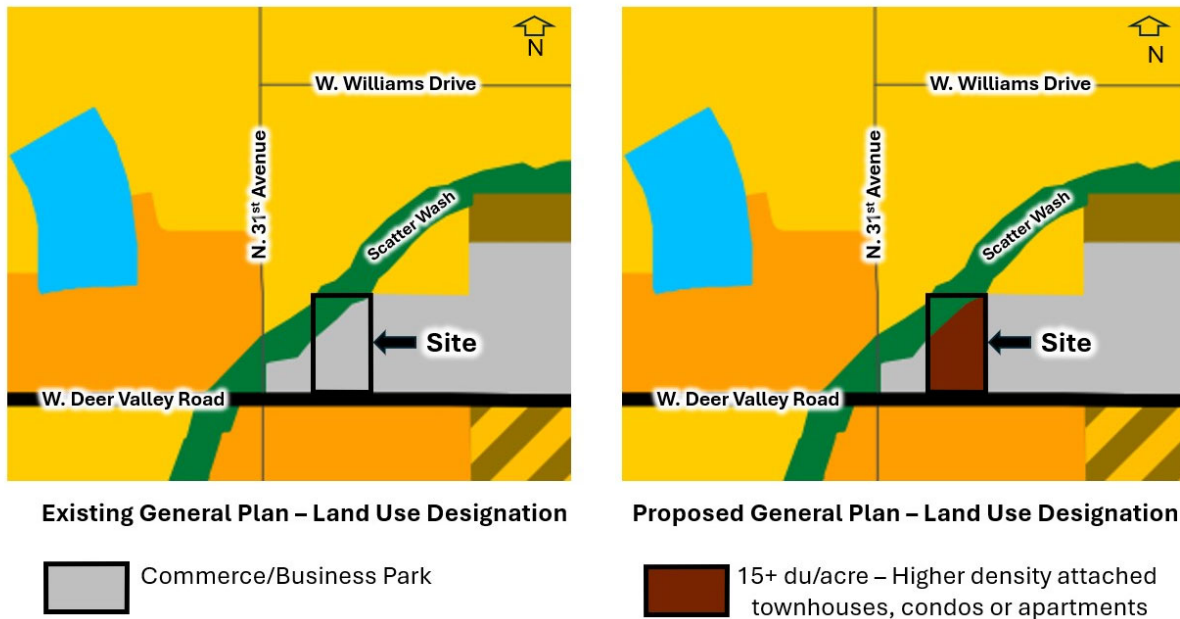 N
W. Williams Drive
N. 31st Avenue
Scatter Wash
Site
W. Deer Valley Road
Existing General Plan – Land Use Designation
Commerce/Business Park
N
W. Williams Drive
N. 31st Avenue
Scatter Wash
Site
W. Deer Valley Road
Proposed General Plan – Land Use Designation
15+ du/acre – Higher density attached
townhouses, condos or apartments